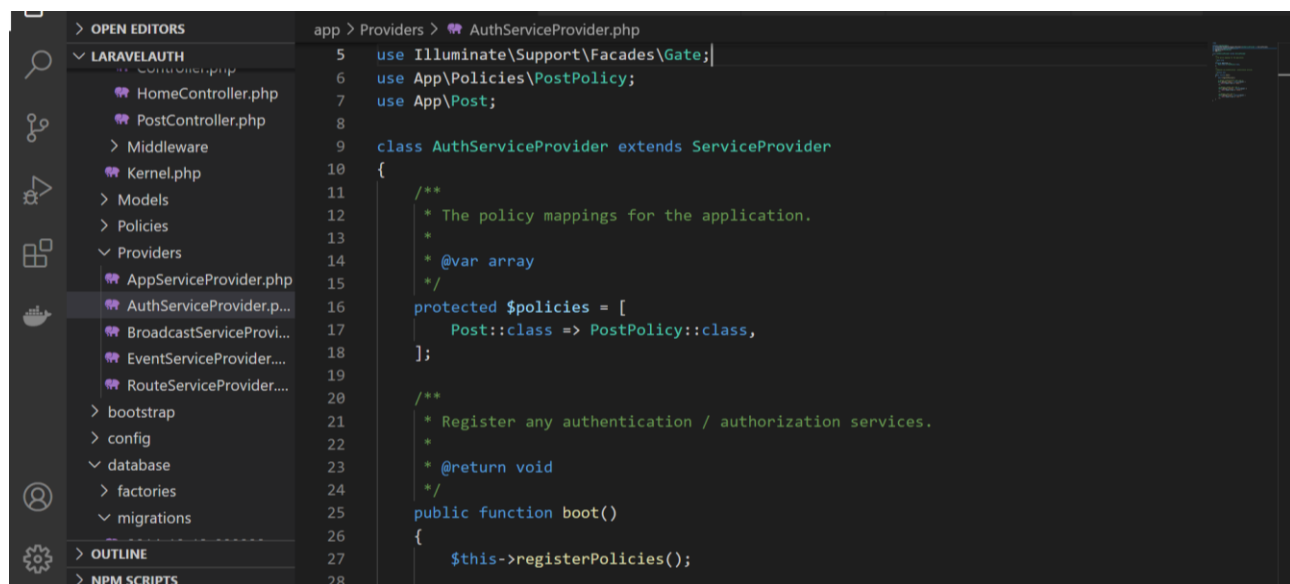 OPEN EDITORS
LARAVELAUTH
Controller.php
HomeController.php
PostController.php
Middleware
Kernel.php
Models
Policies
Providers
AppServiceProvider.php
AuthServiceProvider.p...
BroadcastServiceProvi...
EventServiceProvider....
RouteServiceProvider....
bootstrap
config
database
factories
migrations
OUTLINE
NPM SCRIPTS
app > Providers > AuthServiceProvider.php
5 use Illuminate\Support\Facades\Gate;
6 use App\Policies\PostPolicy;
7 use App\Post;
8
9 class AuthServiceProvider extends ServiceProvider
10 {
11 /**
12 * The policy mappings for the application.
13 *
14 * @var array
15 */
16 protected $policies = [
17 Post::class => PostPolicy::class,
18 ];
19
20 /**
21 * Register any authentication / authorization services.
22 *
23 * @return void
24 */
25 public function boot()
26 {
27 $this->registerPolicies();
28